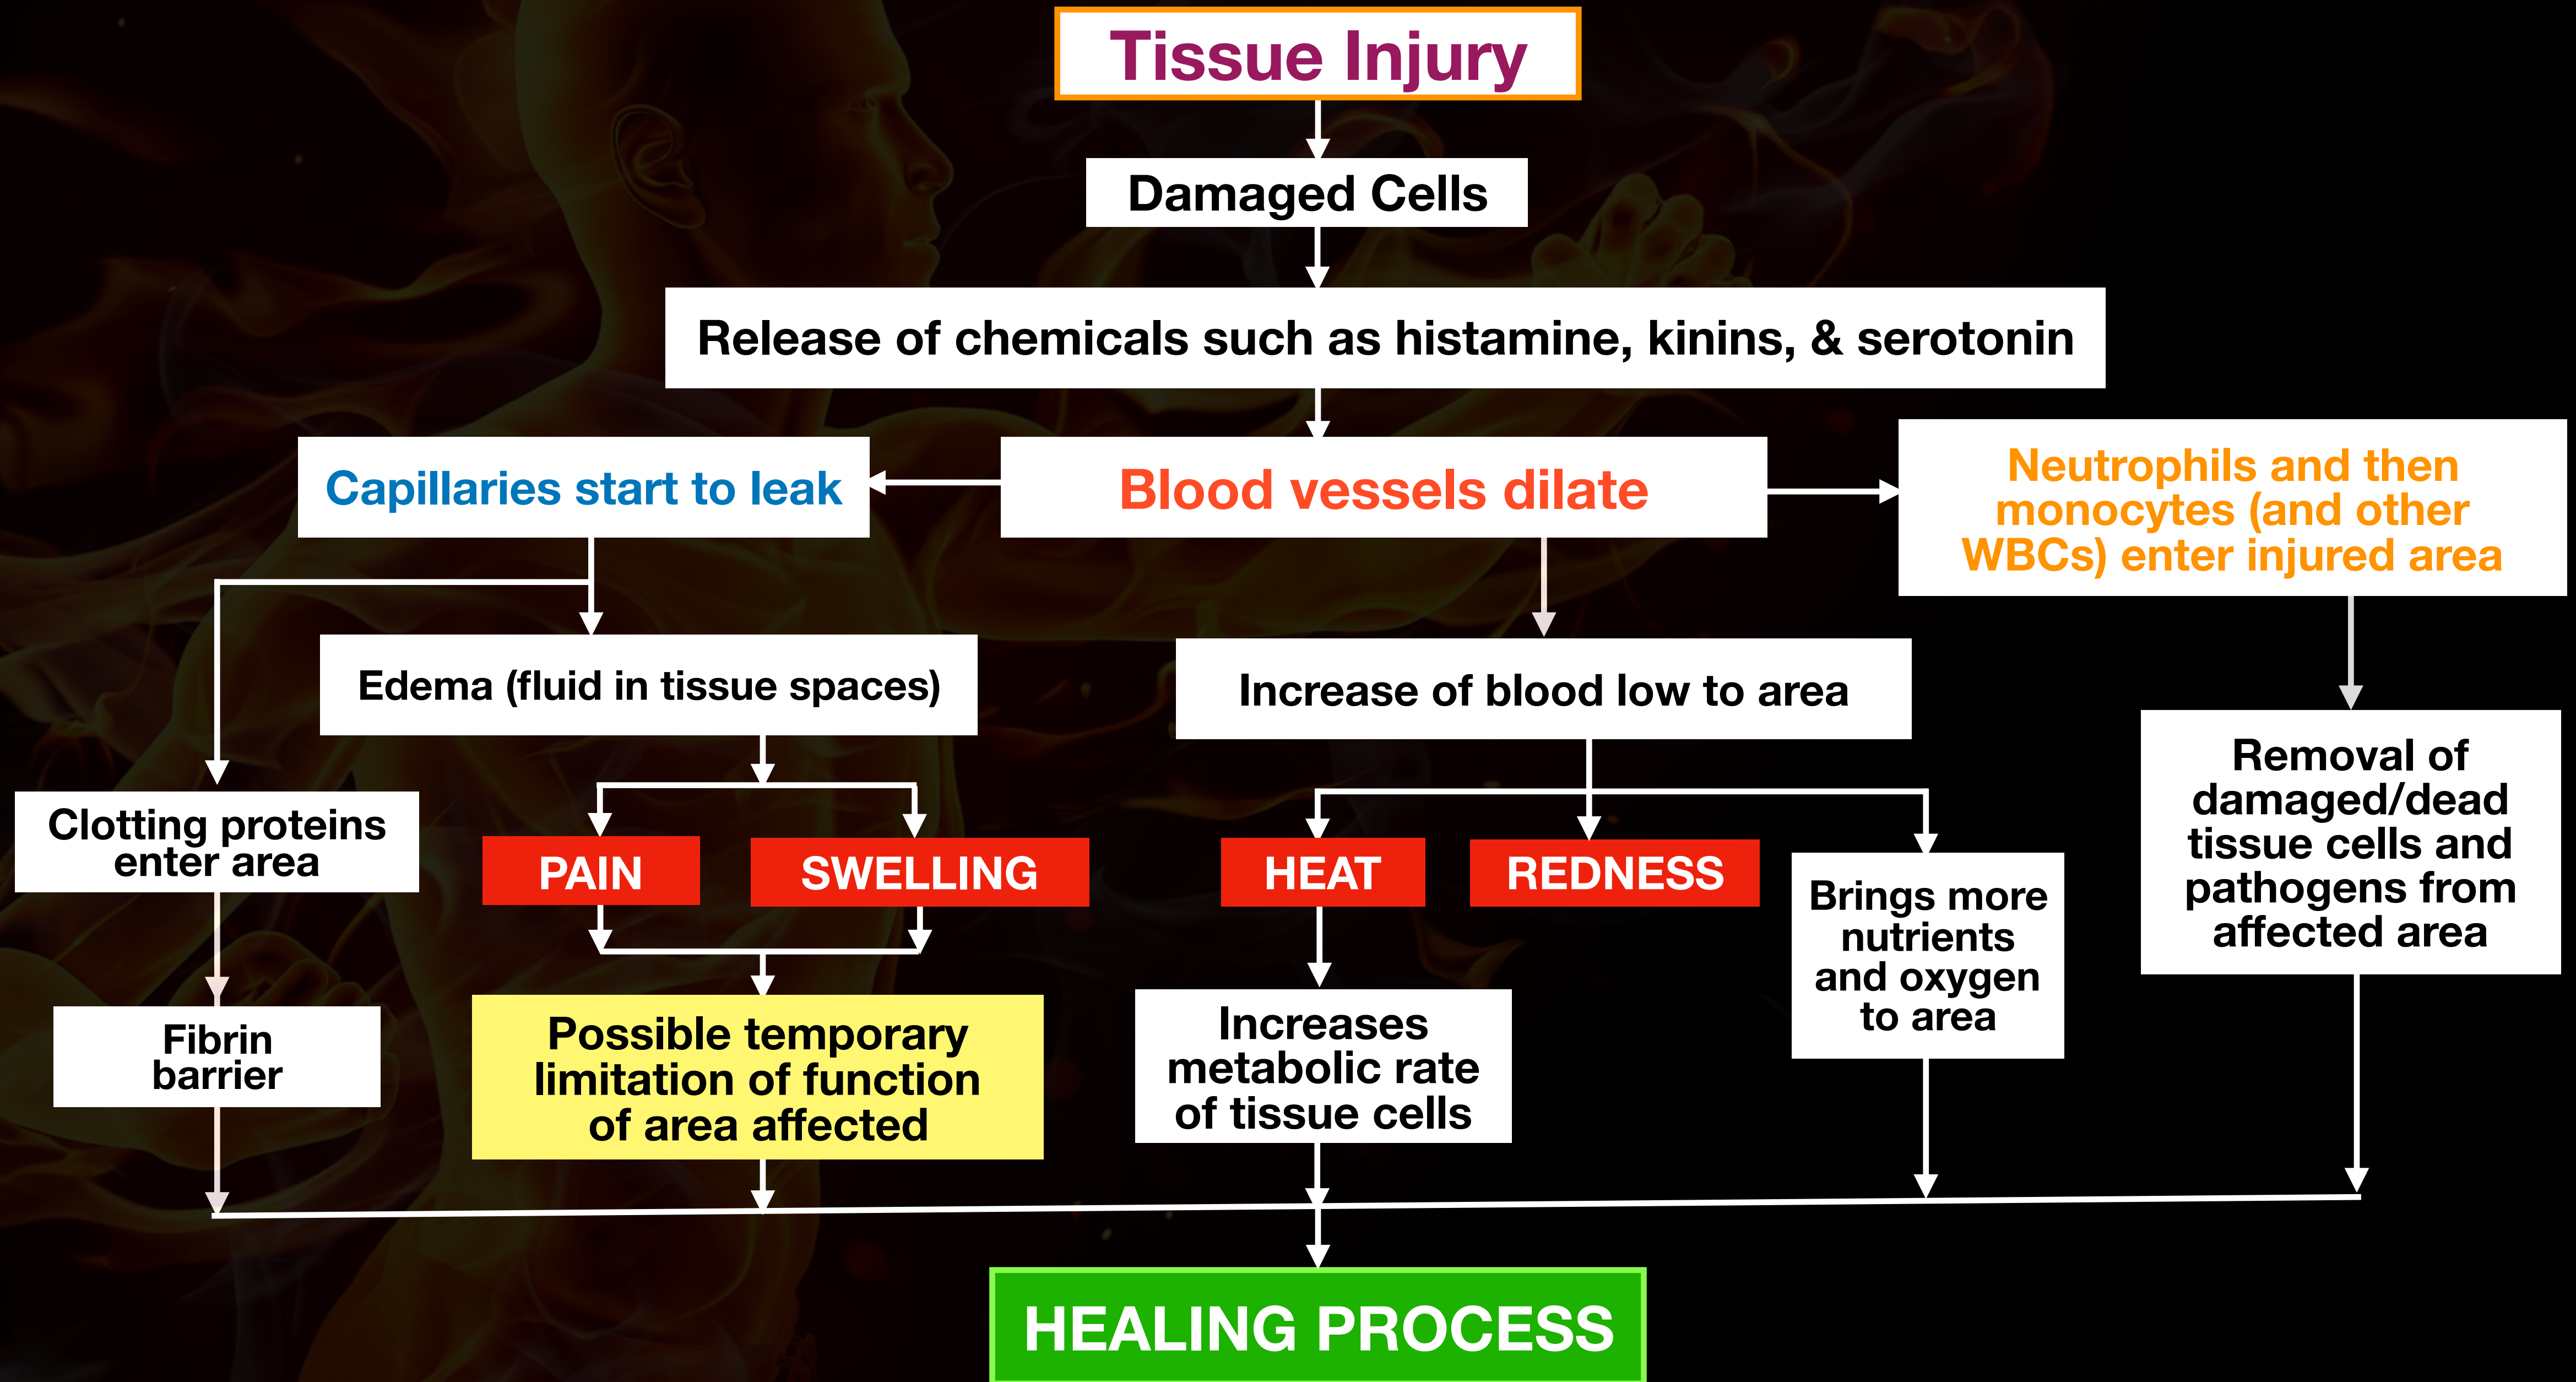 Tissue Injury
Damaged Cells
Release of chemicals such as histamine, kinins, & serotonin
Capillaries start to leak
Blood vessels dilate
Neutrophils and then
monocytes (and other
WBCs) enter injured area
Edema (fluid in tissue spaces)
Increase of blood low to area
Removal of
damaged/dead
tissue cells and
pathogens from
affected area
Clotting proteins
enter area
PAIN
SWELLING
HEAT
REDNESS
Brings more
nutrients
and oxygen
to area
Fibrin
barrier
Possible temporary
limitation of function
of area affected
Increases
metabolic rate
of tissue cells
HEALING PROCESS